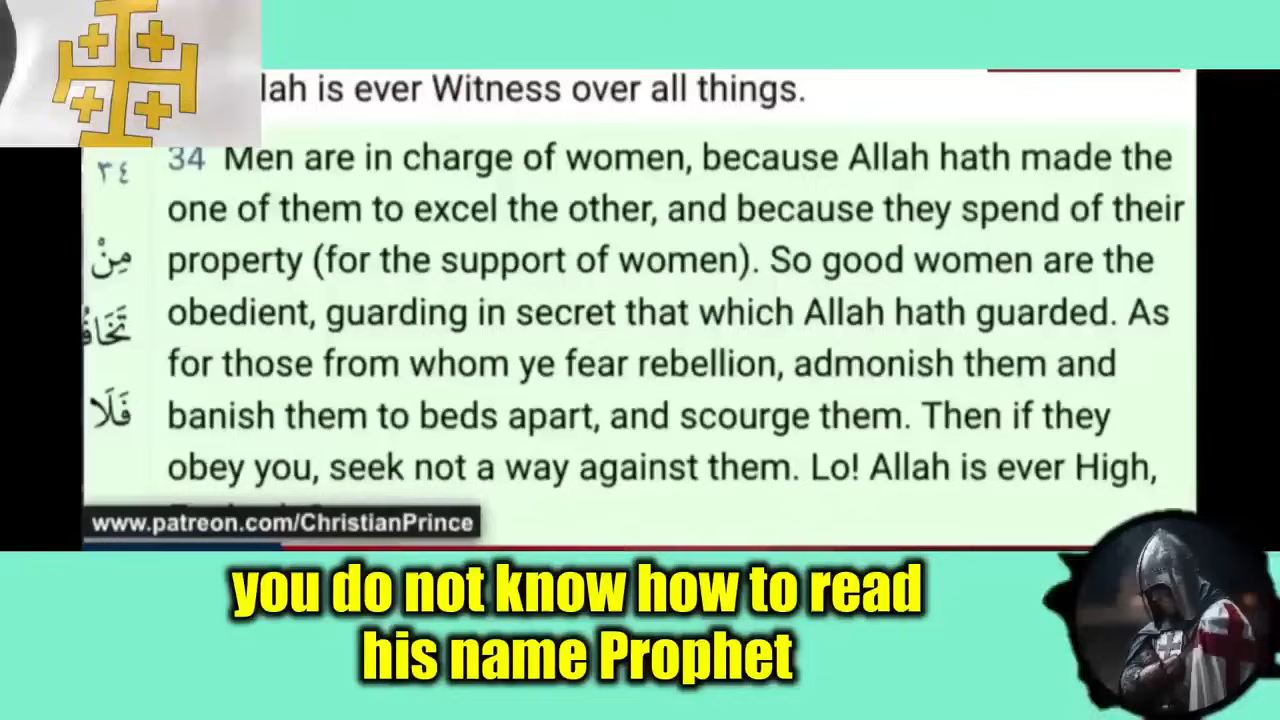 lah is ever Witness over all things.
٣٤
34 Men are in charge of women, because Allah hath made the
one of them to excel the other, and because they spend of their
مِنْ
property (for the support of women). So good women are the
obedient, guarding in secret that which Allah hath guarded. As
for those from whom ye fear rebellion, admonish them and
فَلَا
banish them to beds apart, and scourge them. Then if they
obey you, seek not a way against them. Lo! Allah is ever High,
www.patreon.com/ChristianPrince
you do not know how to read
his name Prophet